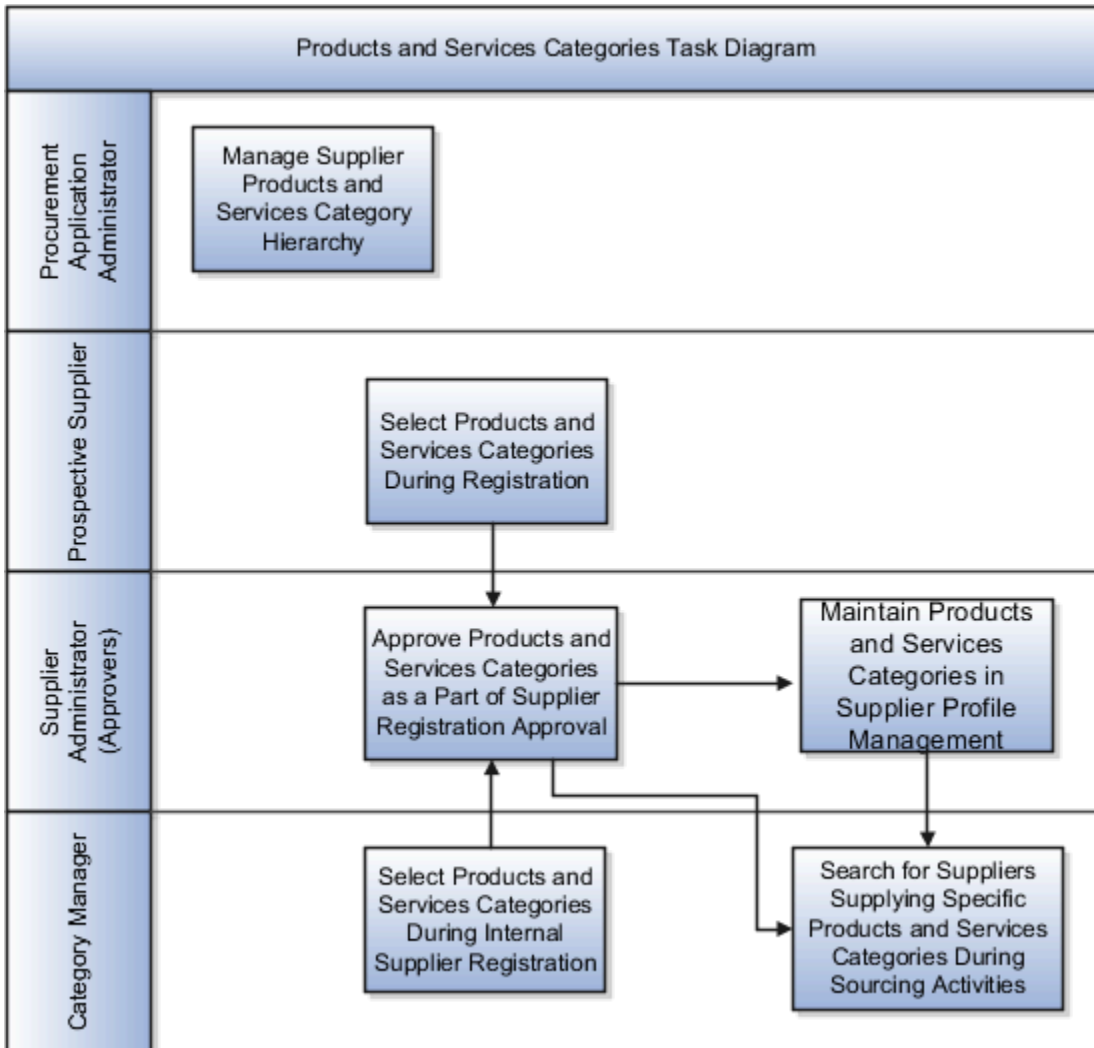 Products and Services Categories Task Diagram
Procurement
Application
Administrator
Manage Supplier
Products and
Services Category
Hierarchy
Prospective Supplier
Select Products and
Services Categories
During Registration
Supplier
Administrator
(Approvers)
Approve Products and
Services Categories
as a Part of Supplier
Registration Approval
Maintain Products
and Services
Categories in
Supplier Profile
Management
Category Manager
Select Products and
Services Categories
During Internal
Supplier Registration
Search for Suppliers
Supplying Specific
Products and Services
Categories During
Sourcing Activities